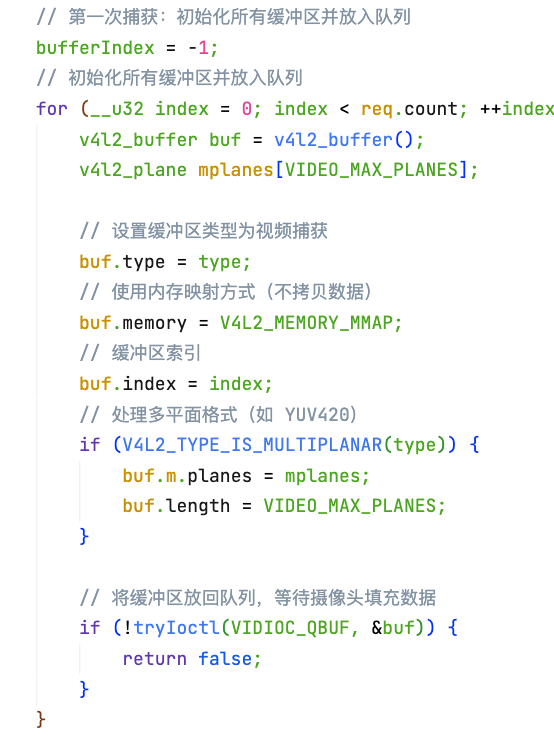 // 第一次捕获：初始化所有缓冲区并放入队列
bufferIndex = -1;
// 初始化所有缓冲区并放入队列
for (__u32 index = 0; index < req.count; ++index
v4l2_buffer buf = v4l2_buffer();
v4l2_plane mplanes[VIDEO_MAX_PLANES];
// 设置缓冲区类型为视频捕获
buf.type = type;
// 使用内存映射方式（不拷贝数据）
buf.memory = V4L2_MEMORY_MMAP;
// 缓冲区索引
buf.index = index;
// 处理多平面格式（如 YUV420）
if (V4L2_TYPE_IS_MULTIPLANAR(type)) {
buf.m.planes = mplanes;
buf.length = VIDEO_MAX_PLANES;
}
// 将缓冲区放回队列，等待摄像头填充数据
if (!tryIoctl(VIDIOC_QBUF, &buf)) {
return false;
}
}